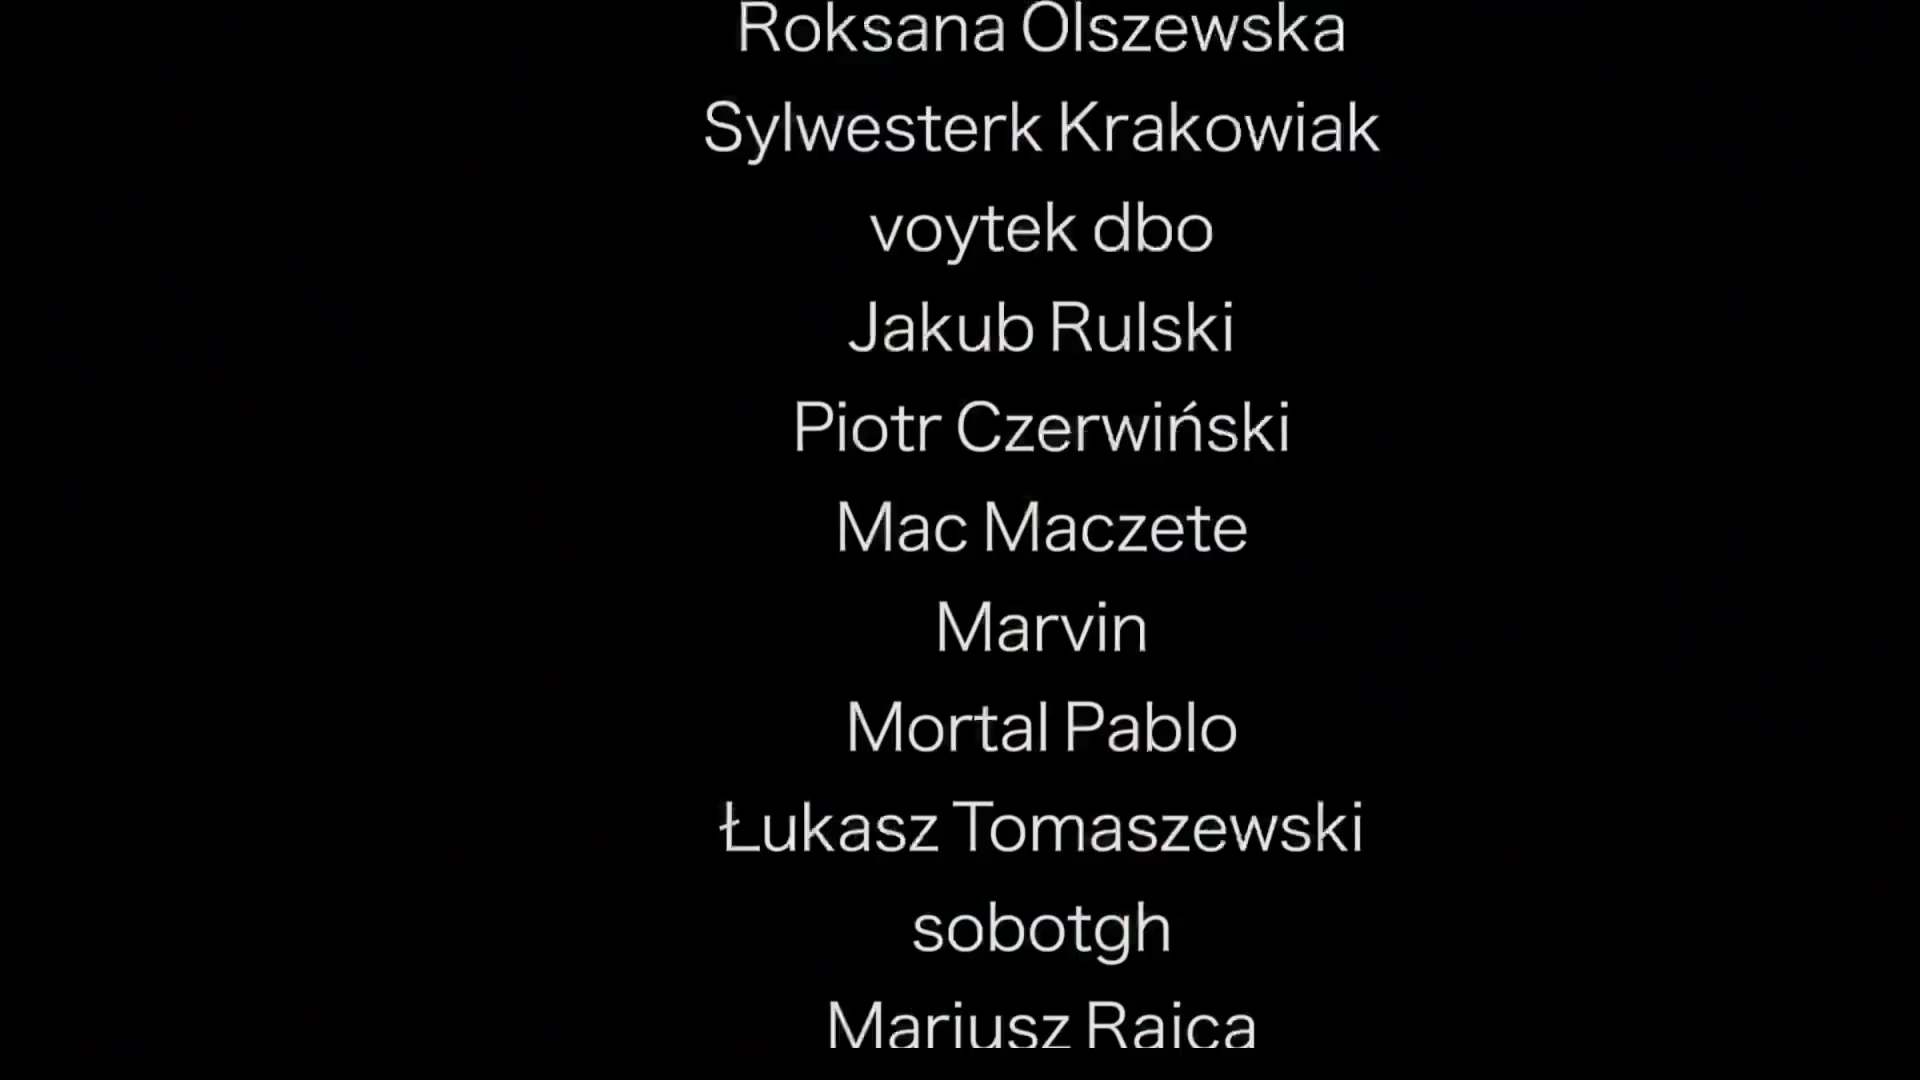 Roksana Olszewska
Sylwesterk Krakowiak
voytek dbo
Jakub Rulski
Piotr Czerwiński
Mac Maczete
Marvin
Mortal Pablo
Łukasz Tomaszewski
sobotgh
Mariusz